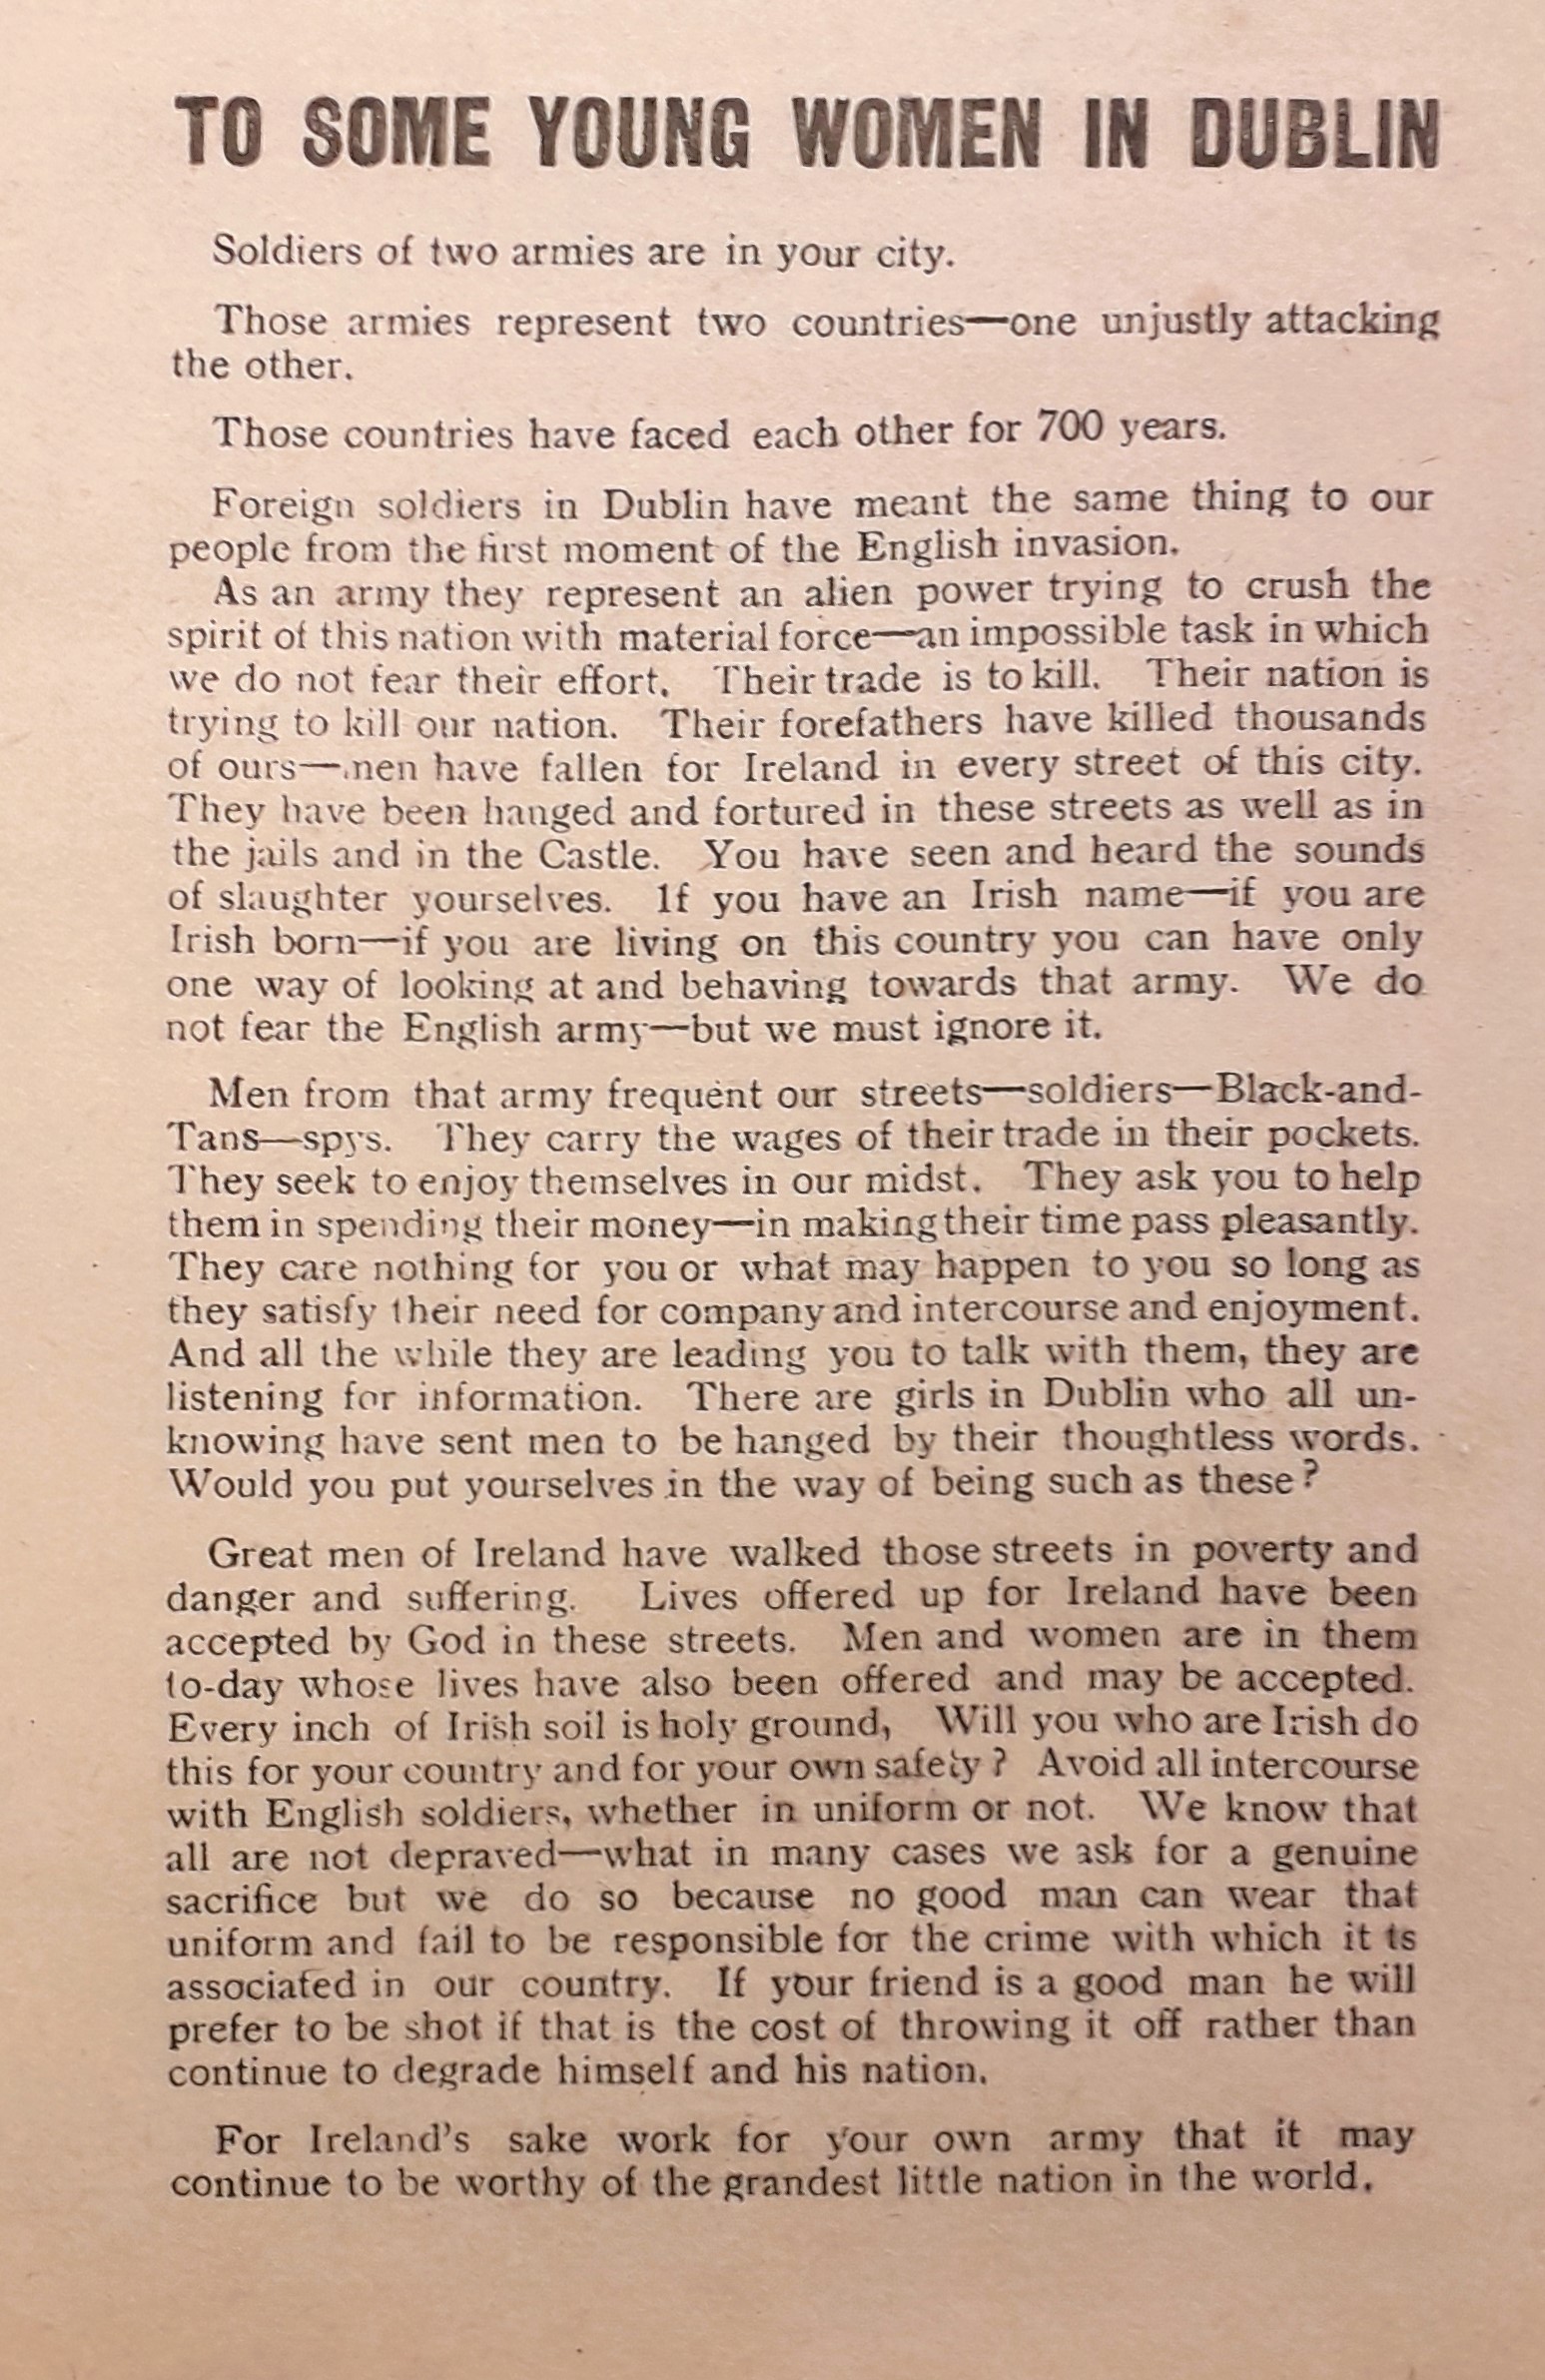 TO SOME YOUNG WOMEN IN DUBLIN
Soldiers of two armies are in your city.
Those armies represent two countries—one unjustly attacking
the other.
Those countries have faced each other for 700 years.
Foreign soldiers in Dublin have meant the same thing to our
people from the first moment of the English invasion.
As an army they represent an alien power trying to crush the
spirit of this nation with material force—an impossible task in which
we do not fear their effort. Their trade is to kill. Their nation is
trying to kill our nation. Their forefathers have killed thousands
of ours—men have fallen for Ireland in every street of this city.
They have been hanged and fortured in these streets as well as in
the jails and in the Castle. You have seen and heard the sounds
of slaughter yourselves. If you have an Irish name—if you are
Irish born—if you are living on this country you can have only
one way of looking at and behaving towards that army. We do
not fear the English army—but we must ignore it.
Men from that army frequent our streets—soldiers—Black-and-
Tans—spys. They carry the wages of their trade in their pockets.
They seek to enjoy themselves in our midst. They ask you to help
them in spending their money—in making their time pass pleasantly.
They care nothing for you or what may happen to you so long as
they satisfy their need for company and intercourse and enjoyment.
And all the while they are leading you to talk with them, they are
listening for information. There are girls in Dublin who all un-
knowing have sent men to be hanged by their thoughtless words.
Would you put yourselves in the way of being such as these?
Great men of Ireland have walked those streets in poverty and
danger and suffering. Lives offered up for Ireland have been
accepted by God in these streets. Men and women are in them
to-day whose lives have also been offered and may be accepted.
Every inch of Irish soil is holy ground, Will you who are Irish do
this for your country and for your own safety? Avoid all intercourse
with English soldiers, whether in uniform or not. We know that
all are not depraved—what in many cases we ask for a genuine
sacrifice but we do so because no good man can wear that
uniform and fail to be responsible for the crime with which it ts
associated in our country. If your friend is a good man he will
prefer to be shot if that is the cost of throwing it off rather than
continue to degrade himself and his nation.
For Ireland's sake work for your own army that it may
continue to be worthy of the grandest little nation in the world.